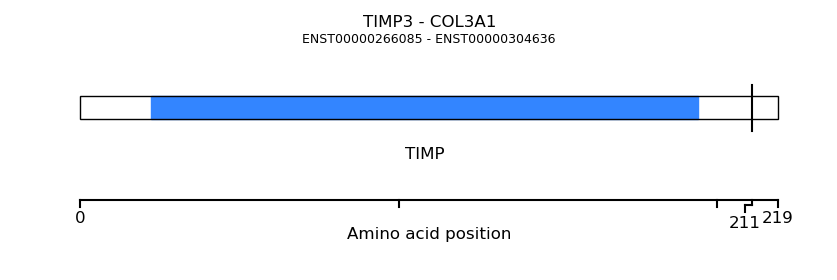 TIMP3 - COL3A1
ENST00000266085 - ENST00000304636
TIMP
0 211 219
Amino acid position